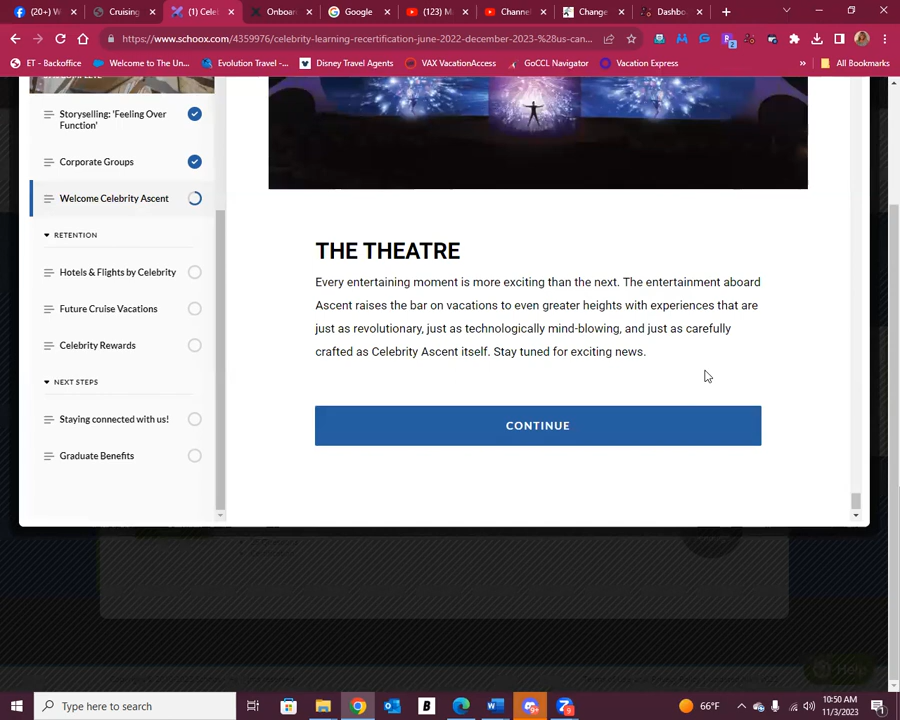 (20+) W
Cruising
(1) Cele
Onboar
Google
(123) M
Channel
Change
Dashbo
https://www.schoox.com/4359976/celebrity-learning-recertification-june-2022-december-2023-%28us-can...
ET - Backoffice
Welcome to The Un...
Evolution Travel -...
Disney Travel Agents
VAX VacationAccess
GoCCL Navigator
Vacation Express
»
All Bookmarks
Storyselling: 'Feeling Over
Function'
Corporate Groups
Welcome Celebrity Ascent
RETENTION
Hotels & Flights by Celebrity
Future Cruise Vacations
Celebrity Rewards
NEXT STEPS
Staying connected with us!
Graduate Benefits
THE THEATRE
Every entertaining moment is more exciting than the next. The entertainment aboard
Ascent raises the bar on vacations to even greater heights with experiences that are
just as revolutionary, just as technologically mind-blowing, and just as carefully
crafted as Celebrity Ascent itself. Stay tuned for exciting news.
CONTINUE
Help
Type here to search
66°F
10:50 AM
11/3/2023